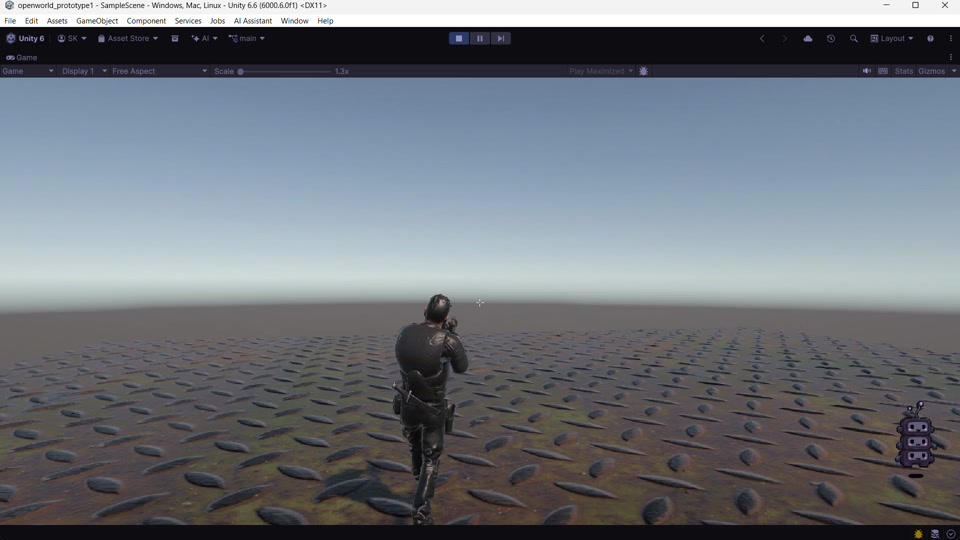 openworld_prototype1 - SampleScene - Windows, Mac, Linux - Unity 6.6 (6000.6.0f1) <DX11>
File Edit Assets GameObject Component Services Jobs AI Assistant Window Help
Unity 6 SK Asset Store AI main Layout
Game
Game Display 1 Free Aspect Scale 1.3x Play Maximized Stats Gizmos